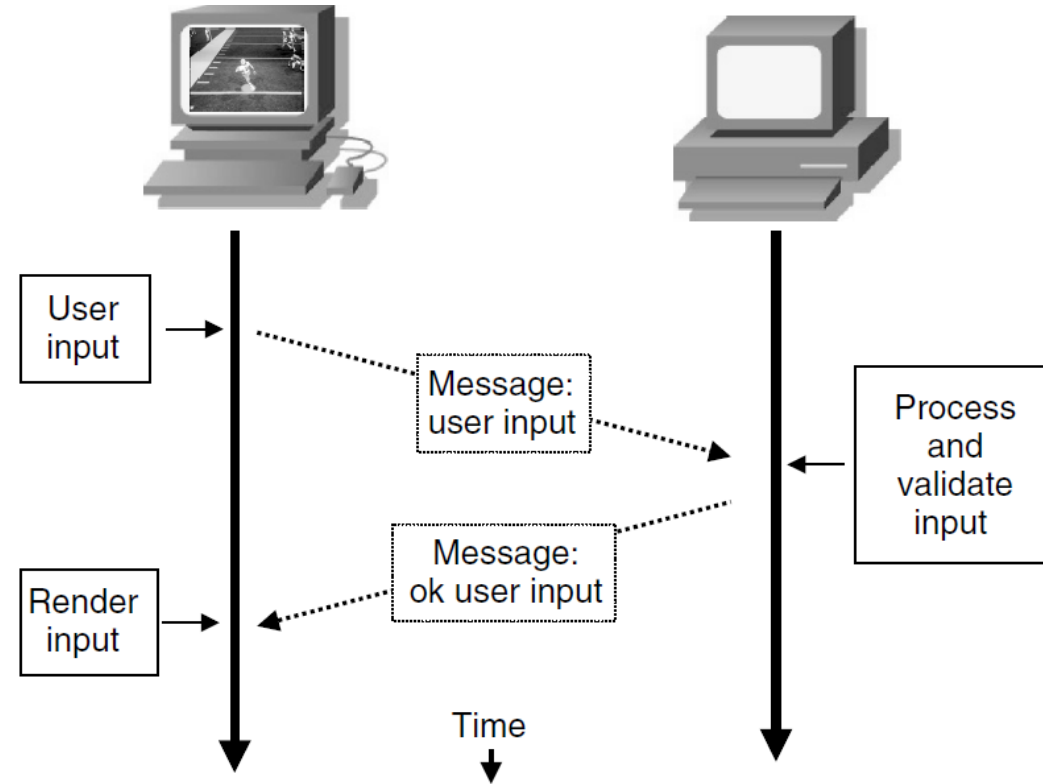 User
input
Message:
user input
Process
and
validate
input
Message:
ok user input
Render
input
Time